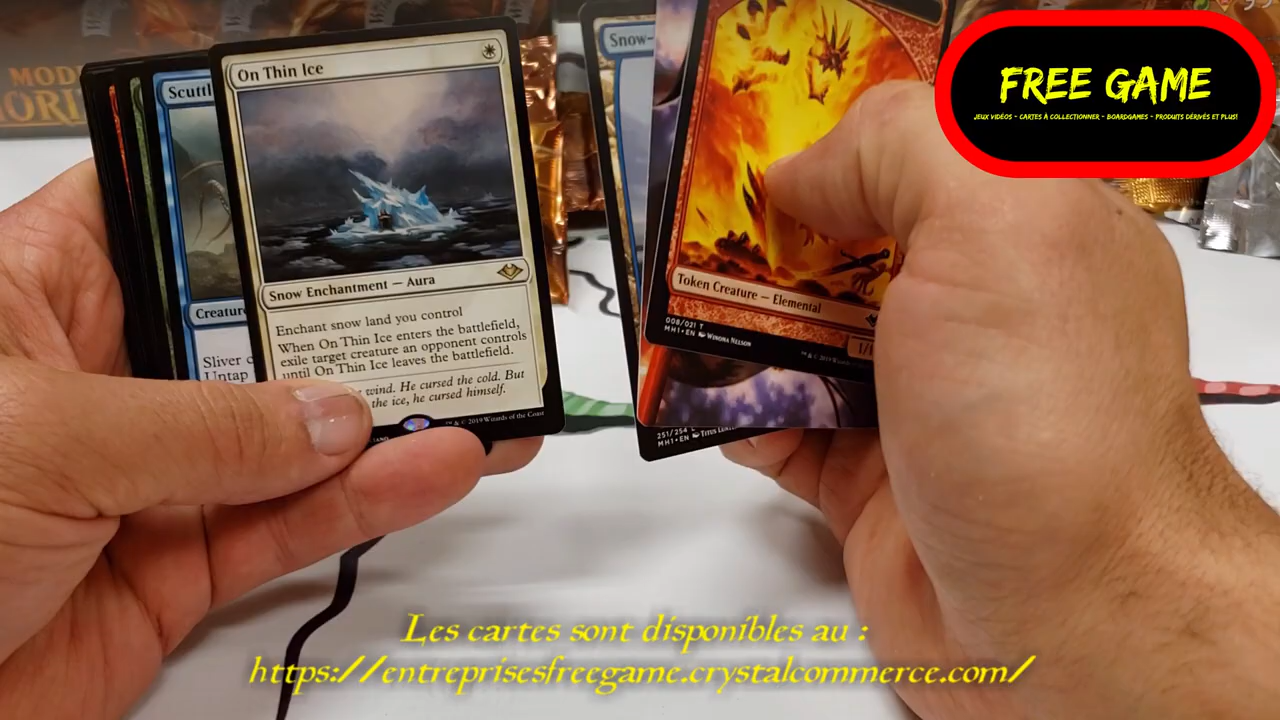 FREE GAME
JEUX VIDÉOS - CARTES À COLLECTIONNER - BOARDGAMES - PRODUITS DÉRIVÉS ET PLUS!
On Thin Ice
Snow Enchantment — Aura
Enchant snow land you control
When On Thin Ice enters the battlefield,
exile target creature an opponent controls
until On Thin Ice leaves the battlefield.
wind. He cursed the cold. But
the ice, he cursed himself.
™ & © 2019 Wizards of the Coast
Scuttl
Creature
Sliver
Untap
Snow-
Token Creature — Elemental
008/021 T
MH1 • EN Winona Nelson
1/1
251/254 L
MH1 • EN Titus
Les cartes sont disponibles au :
https://entreprisesfreegame.crystalcommerce.com/